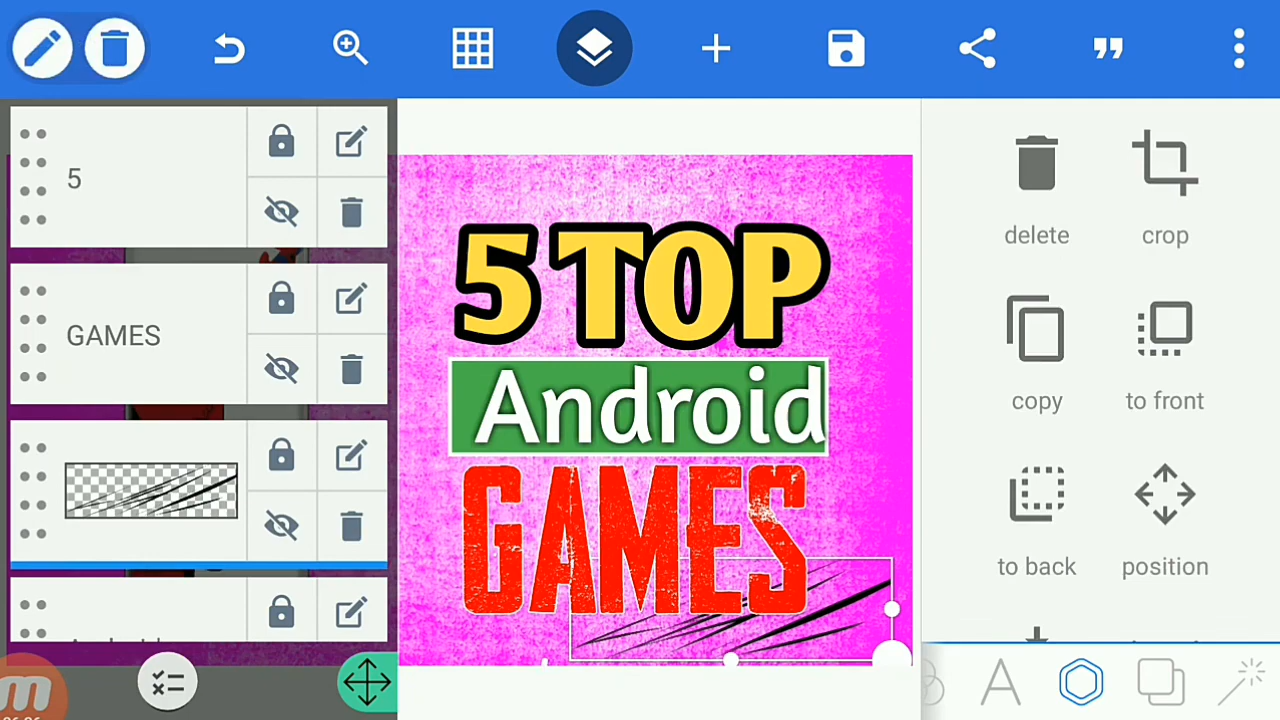 5
GAMES
5 TOP
Android
GAMES
delete
crop
copy
to front
to back
position